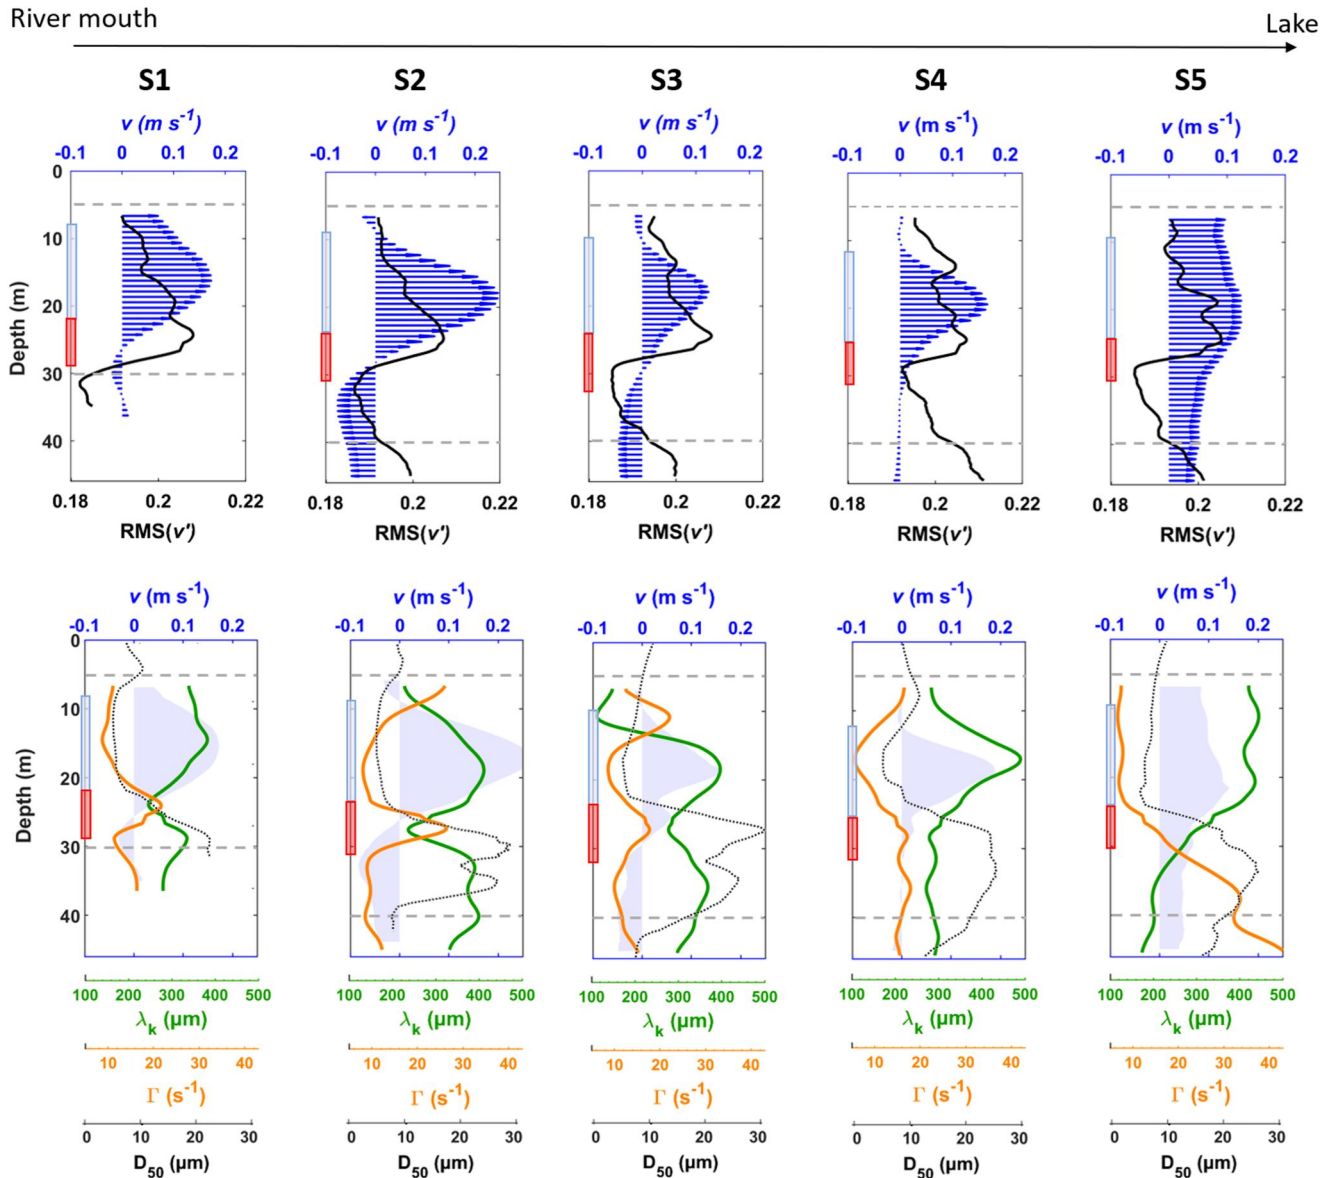 River mouth Lake
S1 S2 S3 S4 S5
v (m s-1) v (m s-1) v (m s-1) v (m s-1) v (m s-1)
-0.1 0 0.1 0.2 -0.1 0 0.1 0.2 -0.1 0 0.1 0.2 -0.1 0 0.1 0.2 -0.1 0 0.1 0.2
0
10
20
30
40
Depth (m)
0.18 0.2 0.22 0.18 0.2 0.22 0.18 0.2 0.22 0.18 0.2 0.22 0.18 0.2 0.22
RMS(v') RMS(v') RMS(v') RMS(v') RMS(v')
v (m s-1) v (m s-1) v (m s-1) v (m s-1) v (m s-1)
-0.1 0 0.1 0.2 -0.1 0 0.1 0.2 -0.1 0 0.1 0.2 -0.1 0 0.1 0.2 -0.1 0 0.1 0.2
0
10
20
30
40
Depth (m)
100 200 300 400 500 100 200 300 400 500 100 200 300 400 500 100 200 300 400 500 100 200 300 400 500
λk (μm) λk (μm) λk (μm) λk (μm) λk (μm)
10 20 30 40 10 20 30 40 10 20 30 40 10 20 30 40 10 20 30 40
Γ (s-1) Γ (s-1) Γ (s-1) Γ (s-1) Γ (s-1)
0 10 20 30 0 10 20 30 0 10 20 30 0 10 20 30 0 10 20 30
D50 (μm) D50 (μm) D50 (μm) D50 (μm) D50 (μm)